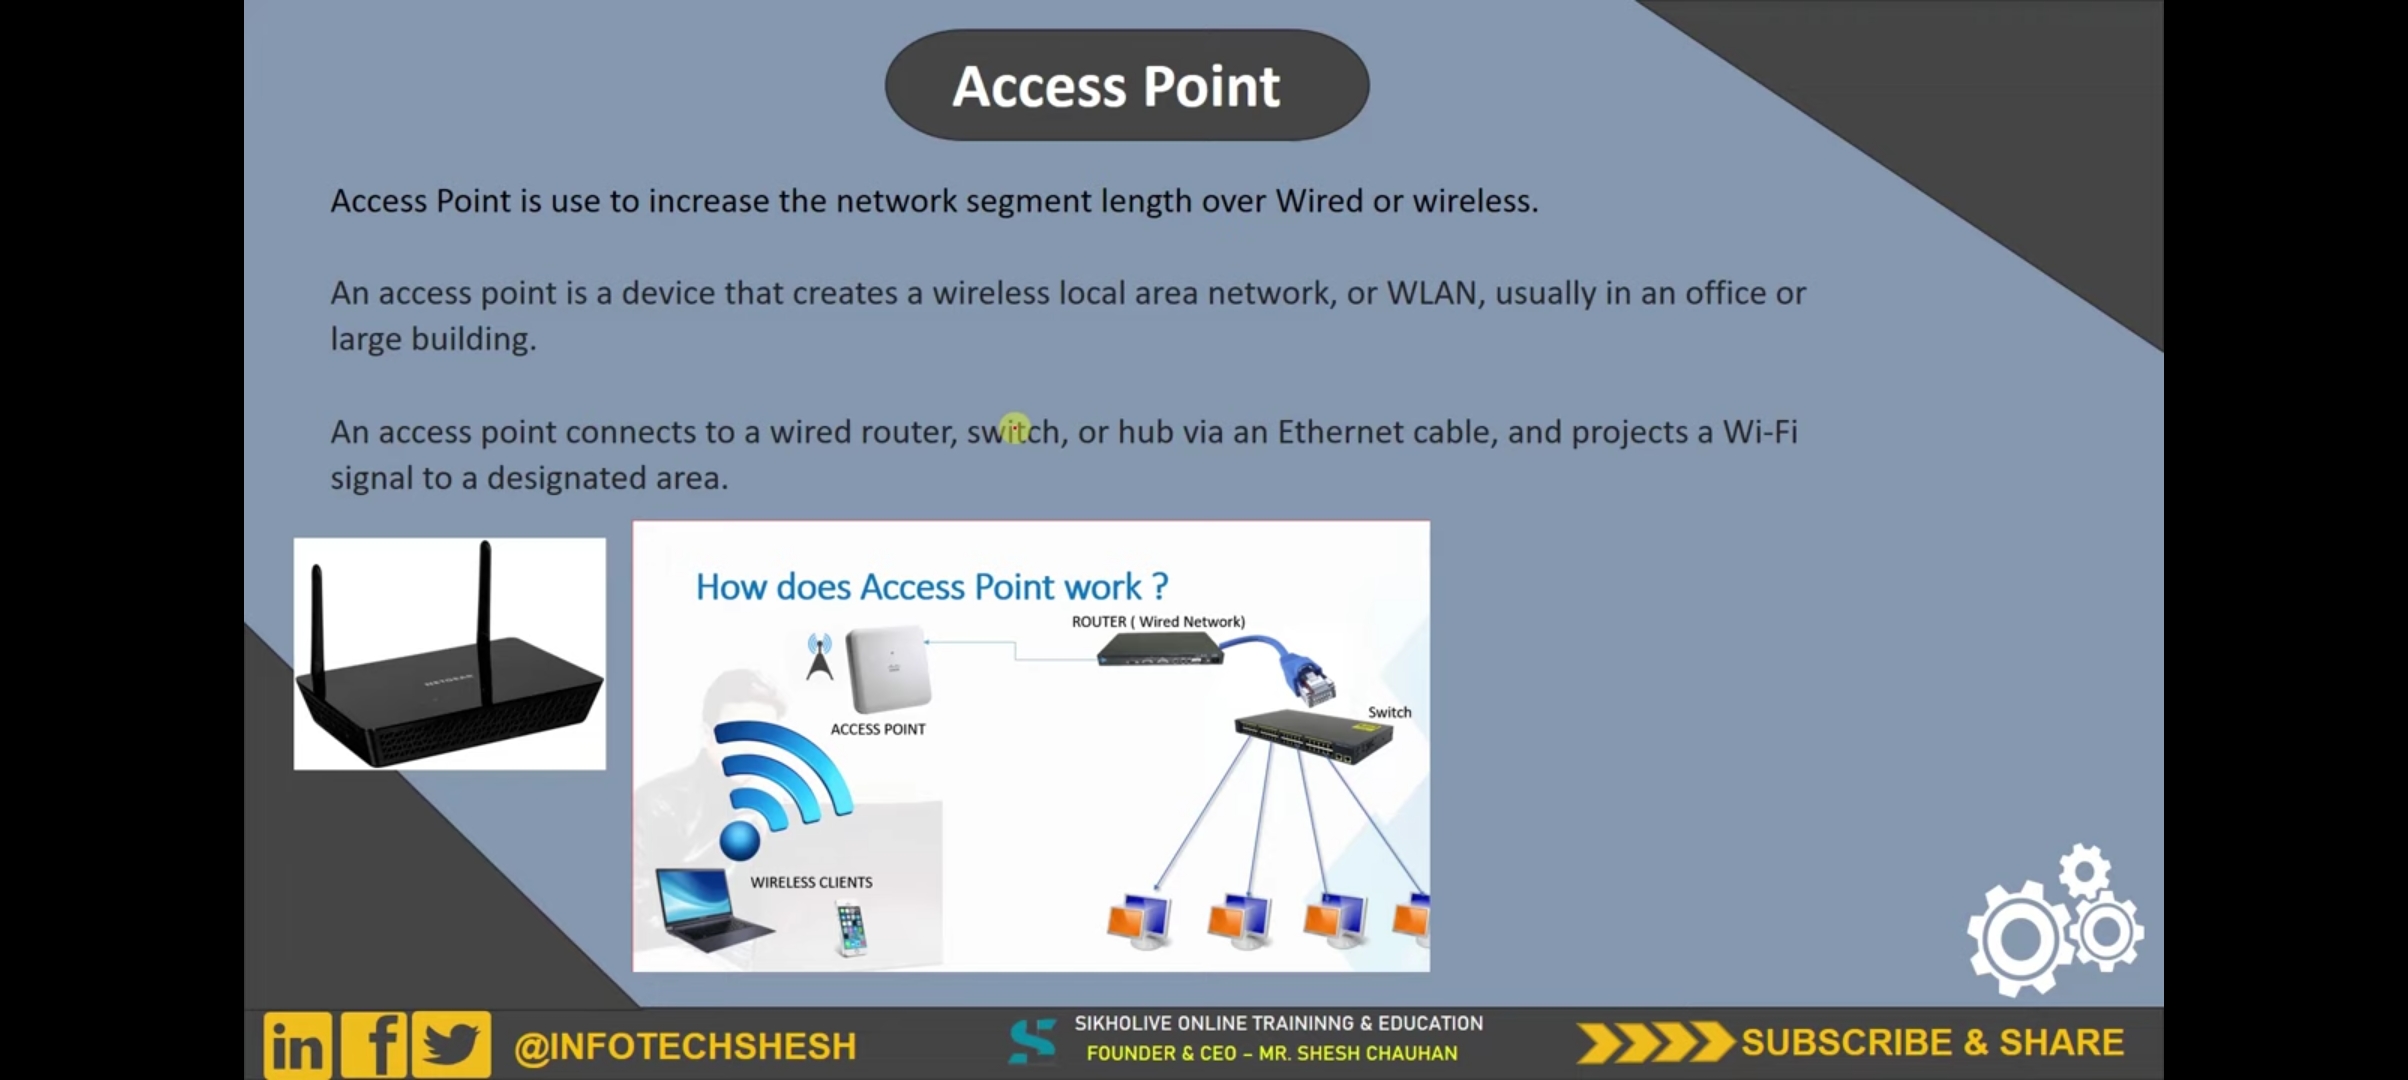 Access Point
Access Point is use to increase the network segment length over Wired or wireless.
An access point is a device that creates a wireless local area network, or WLAN, usually in an office or
large building.
An access point connects to a wired router, switch, or hub via an Ethernet cable, and projects a Wi-Fi
signal to a designated area.
NETGEAR
How does Access Point work ?
ROUTER ( Wired Network)
Switch
ACCESS POINT
WIRELESS CLIENTS
in f @INFOTECHSHESH
SIKHOLIVE ONLINE TRAININNG & EDUCATION
FOUNDER & CEO – MR. SHESH CHAUHAN
SUBSCRIBE & SHARE